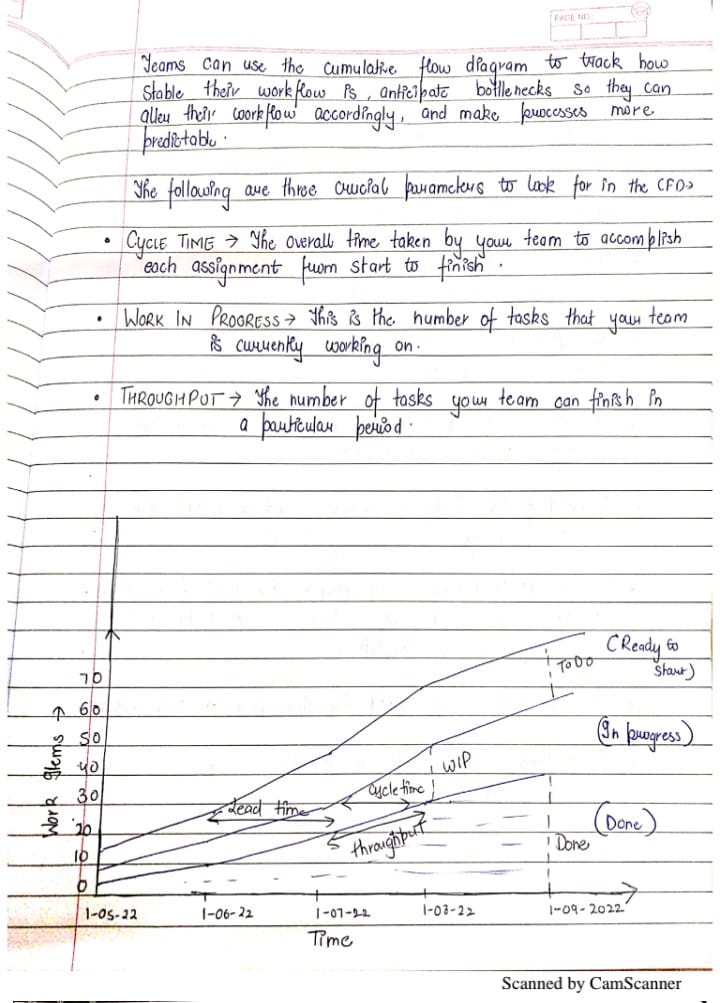 PAGE NO.
Teams can use the cumulative flow diagram to track how
stable their workflow is, anticipate bottlenecks so they can
alter their workflow accordingly, and make processes more
predictable.
The following are three crucial parameters to look for in the CFD→
• CYCLE TIME → The overall time taken by your team to accomplish
each assignment from start to finish.
• WORK IN PROGRESS → This is the number of tasks that your team
is currently working on.
• THROUGHPUT → The number of tasks your team can finish in
a particular period.
(Ready to
Start)
To Do
70
60
50
40
30
20
10
0
Work Items →
(In progress)
WIP
Cycle time
Lead time
throughput
(Done)
Done
1-05-22
1-06-22
1-07-22
1-08-22
1-09-2022
Time
Scanned by CamScanner